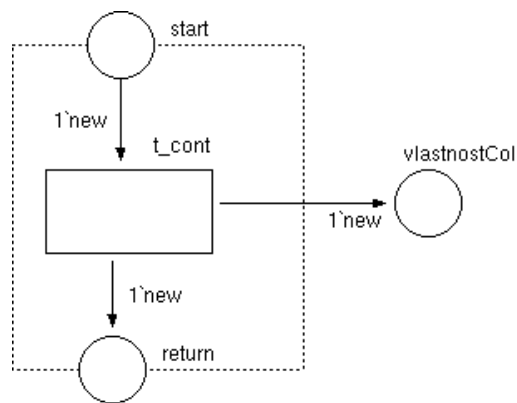 start
1`new
t_cont
vlastnostCol
1`new
1`new
return